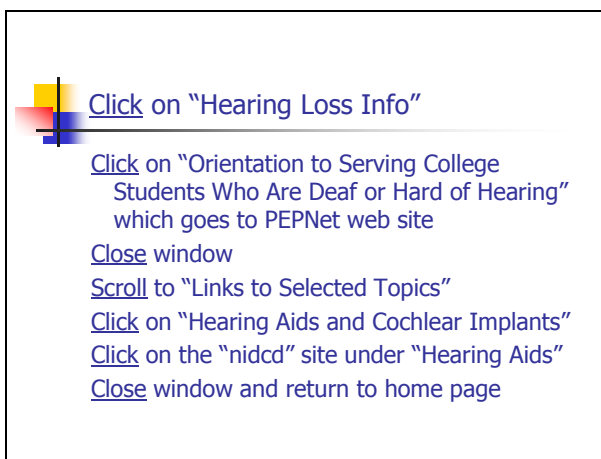 Click on “Hearing Loss Info”
Click on “Orientation to Serving College
Students Who Are Deaf or Hard of Hearing”
which goes to PEPNet web site
Close window
Scroll to “Links to Selected Topics”
Click on “Hearing Aids and Cochlear Implants”
Click on the “nidcd” site under “Hearing Aids”
Close window and return to home page